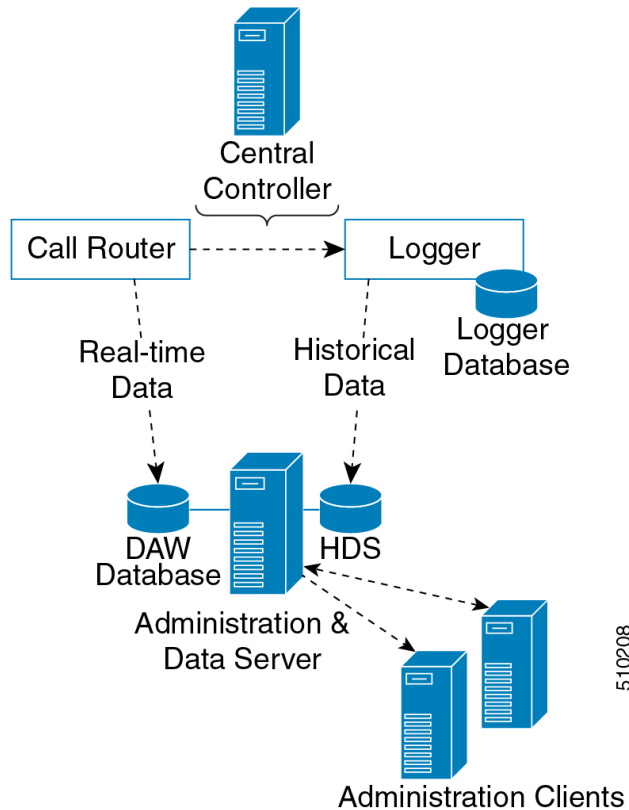 Central
Controller
Call Router
Logger
Logger
Database
Real-time
Data
Historical
Data
DAW
Database
HDS
Administration &
Data Server
Administration Clients
510208